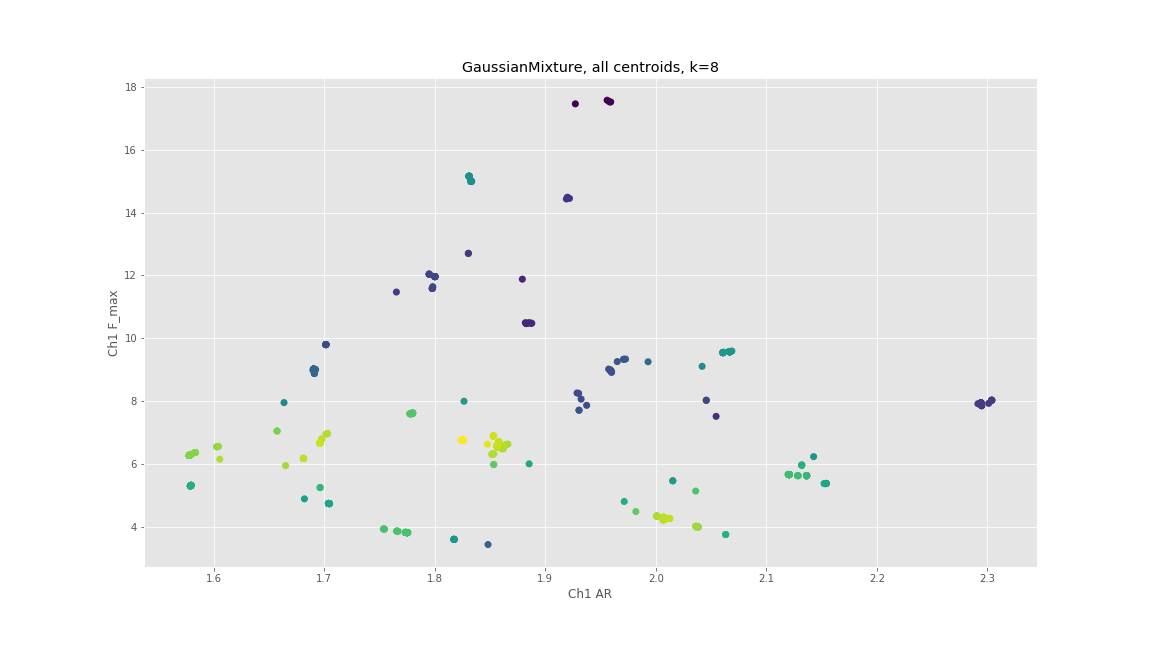 GaussianMixture, all centroids, k=8
18
16
14
12
10
8
6
4
Ch1 F_max
1.6 1.7 1.8 1.9 2.0 2.1 2.2 2.3
Ch1 AR